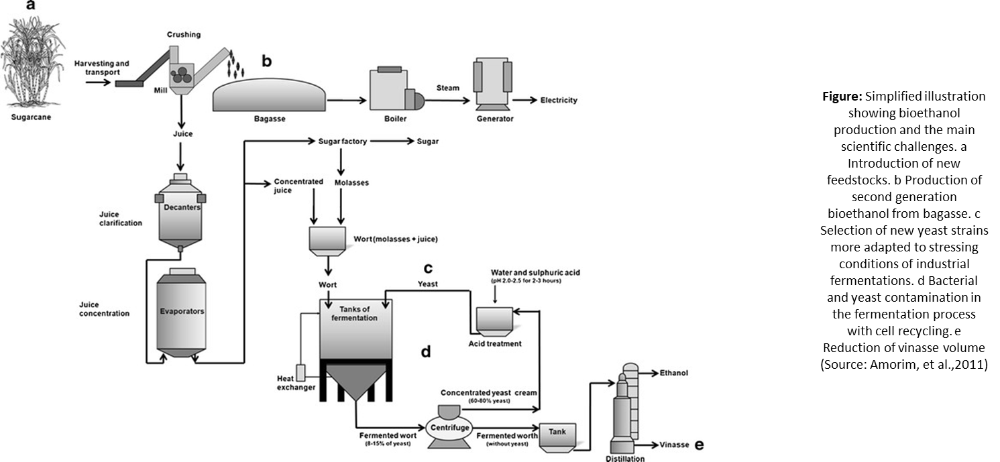 a
Crushing
Harvesting and
transport
Mill
Sugarcane
b
Bagasse
Boiler
Steam
Generator
Electricity
Juice
Sugar factory
Sugar
Concentrated
juice
Molasses
Decanters
Juice
clarification
Wort (molasses + juice)
Juice
concentration
Evaporators
Wort
c
Yeast
Water and sulphuric acid
(pH 2.0-2.5 for 2-3 hours)
Tanks of
fermentation
Acid treatment
d
Heat
exchanger
Concentrated yeast cream
(60-80% yeast)
Fermented wort
(8-15% of yeast)
Centrifuge
Fermented worth
(without yeast)
Tank
Ethanol
Vinasse e
Distillation
Figure: Simplified illustration
showing bioethanol
production and the main
scientific challenges. a
Introduction of new
feedstocks. b Production of
second generation
bioethanol from bagasse. c
Selection of new yeast strains
more adapted to stressing
conditions of industrial
fermentations. d Bacterial
and yeast contamination in
the fermentation process
with cell recycling. e
Reduction of vinasse volume
(Source: Amorim, et al.,2011)